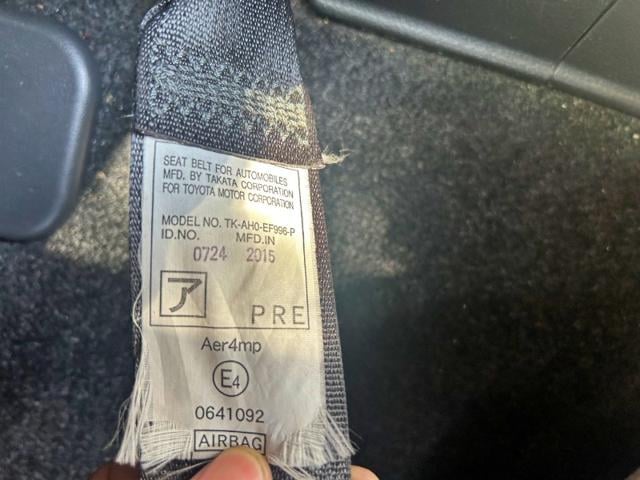 SEAT BELT FOR AUTOMOBILES
MFD. BY TAKATA CORPORATION
FOR TOYOTA MOTOR CORPORATION
MODEL NO. TK-AH0-EF996-P
ID.NO. MFD.IN
0724 2015
ア PRE
Aer4mp
E4
0641092
AIRBAG